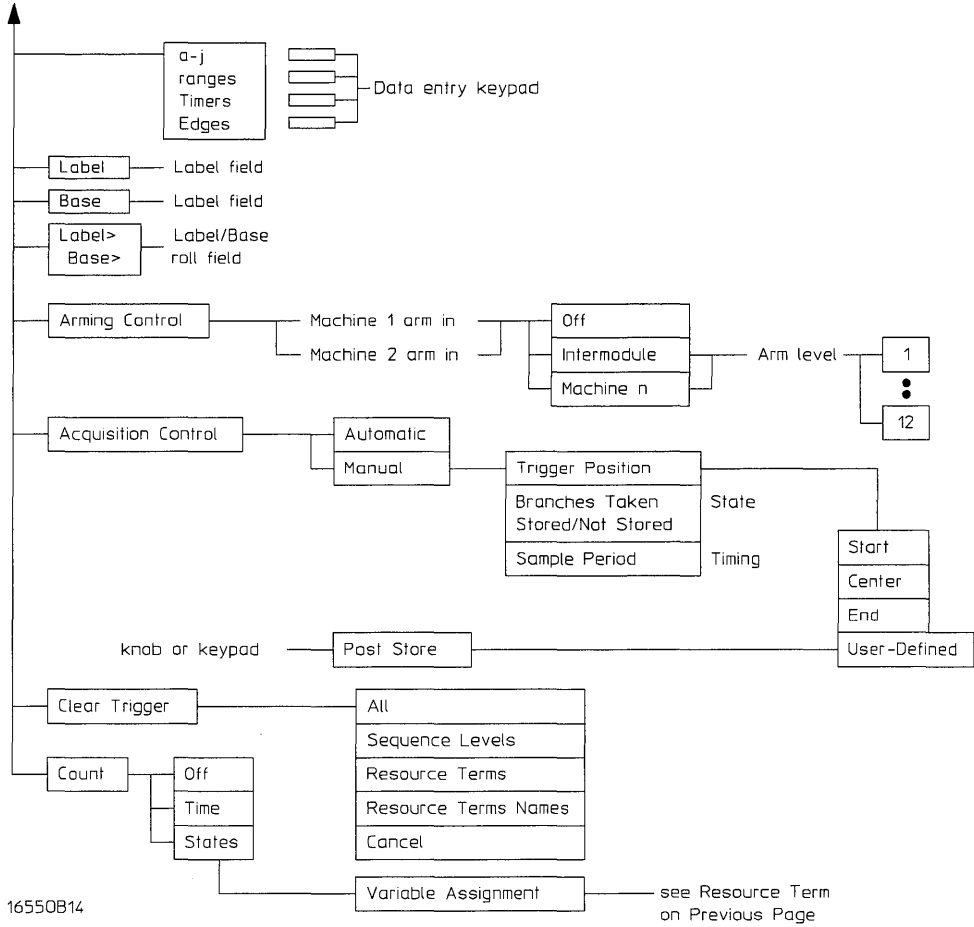 a-j
ranges
Timers
Edges
Data entry keypad
Label
Label field
Base
Label field
Label>
Base>
Label/Base
roll field
Arming Control
Machine 1 arm in
Machine 2 arm in
Off
Intermodule
Machine n
Arm level
1
12
Acquisition Control
Automatic
Manual
Trigger Position
Branches Taken
Stored/Not Stored
State
Sample Period
Timing
Start
Center
End
User-Defined
knob or keypad
Post Store
Clear Trigger
All
Sequence Levels
Resource Terms
Resource Terms Names
Cancel
Count
Off
Time
States
Variable Assignment
see Resource Term
on Previous Page
16550B14